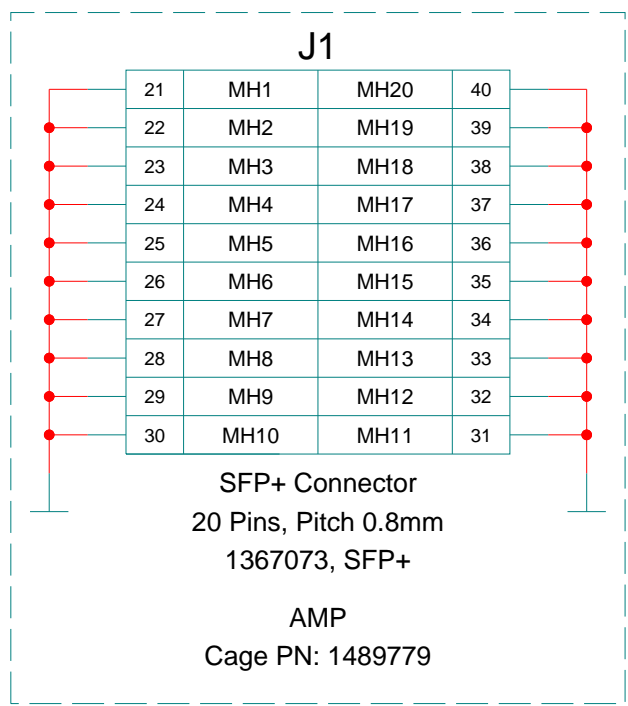 J1
21 MH1 MH20 40
22 MH2 MH19 39
23 MH3 MH18 38
24 MH4 MH17 37
25 MH5 MH16 36
26 MH6 MH15 35
27 MH7 MH14 34
28 MH8 MH13 33
29 MH9 MH12 32
30 MH10 MH11 31
SFP+ Connector
20 Pins, Pitch 0.8mm
1367073, SFP+
AMP
Cage PN: 1489779